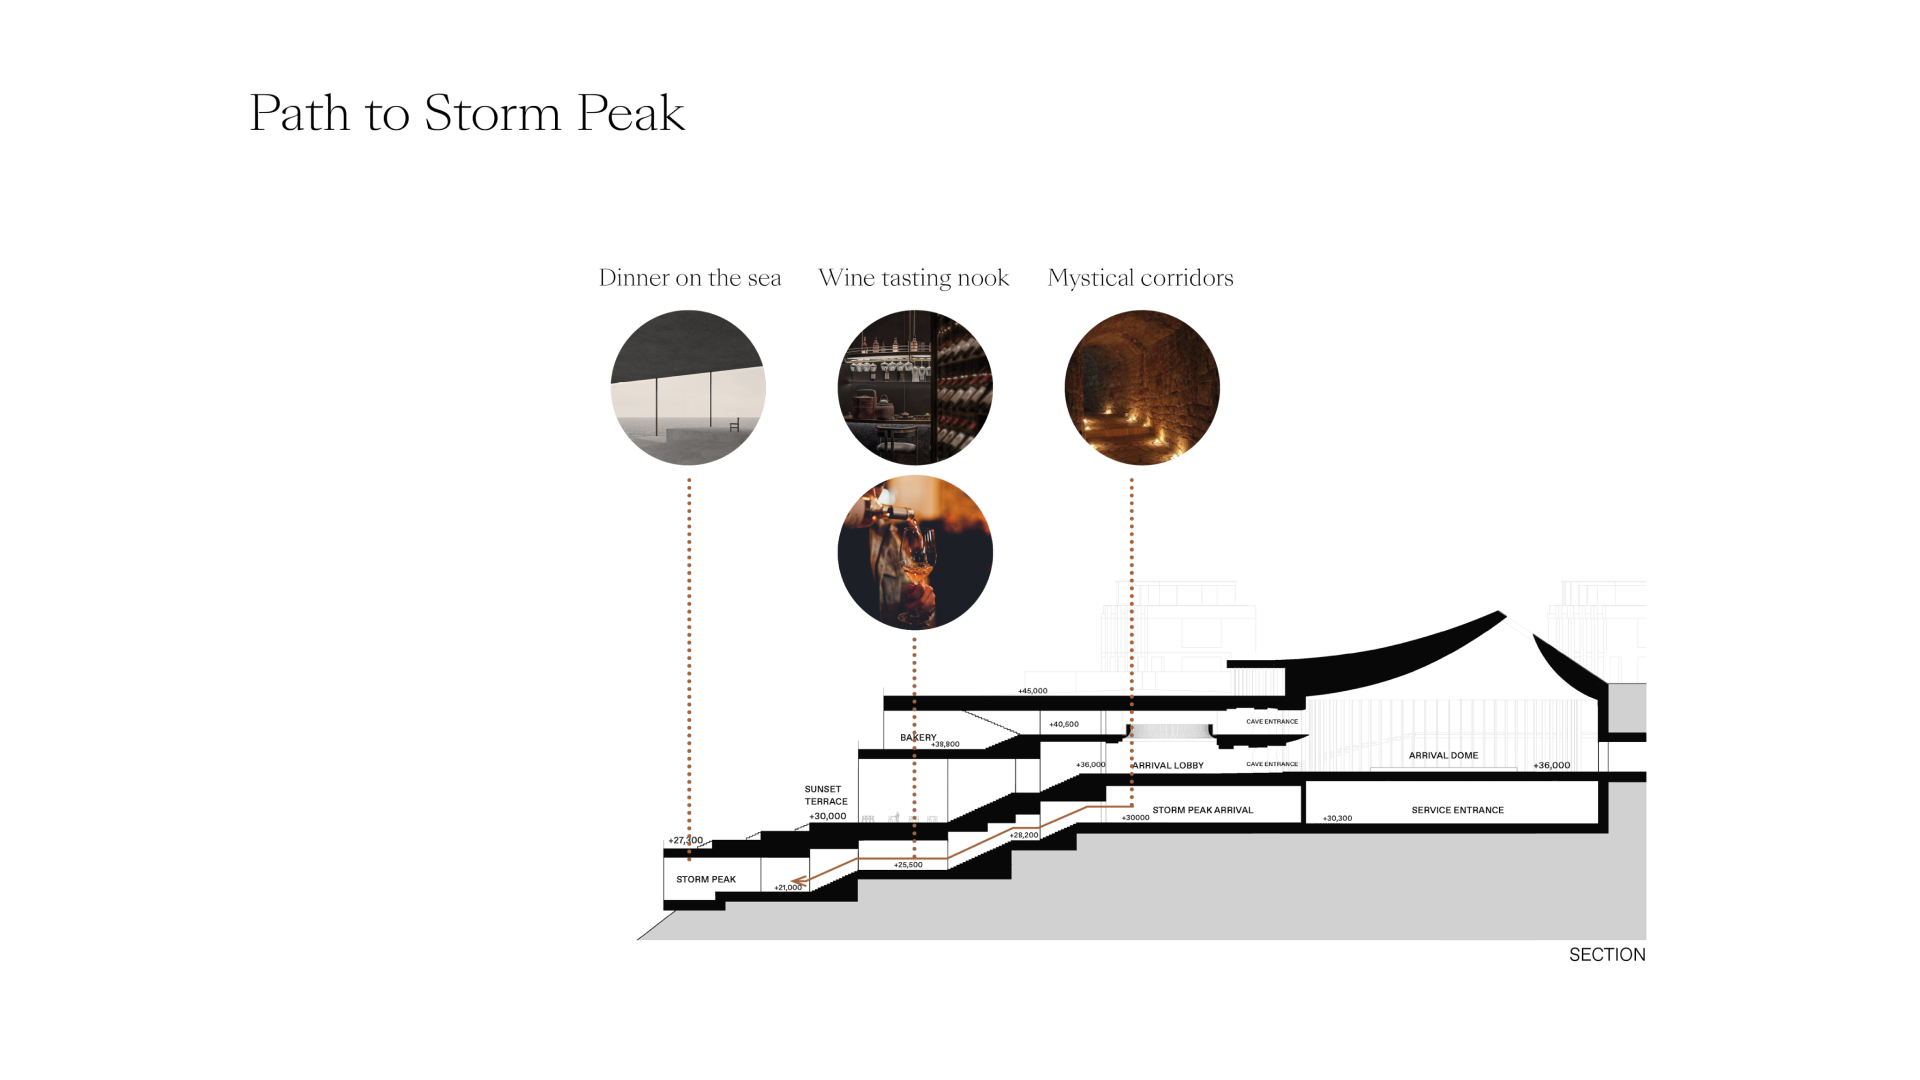 Path to Storm Peak
Dinner on the sea
Wine tasting nook
Mystical corridors
+45,000
+40,500
CAVE ENTRANCE
BAKERY
+38,800
ARRIVAL DOME
+36,000
ARRIVAL LOBBY
CAVE ENTRANCE
+36,000
SUNSET
TERRACE
+30,000
STORM PEAK ARRIVAL
SERVICE ENTRANCE
+30000
+30,300
+28,200
+27,300
+25,500
STORM PEAK
+21,000
SECTION